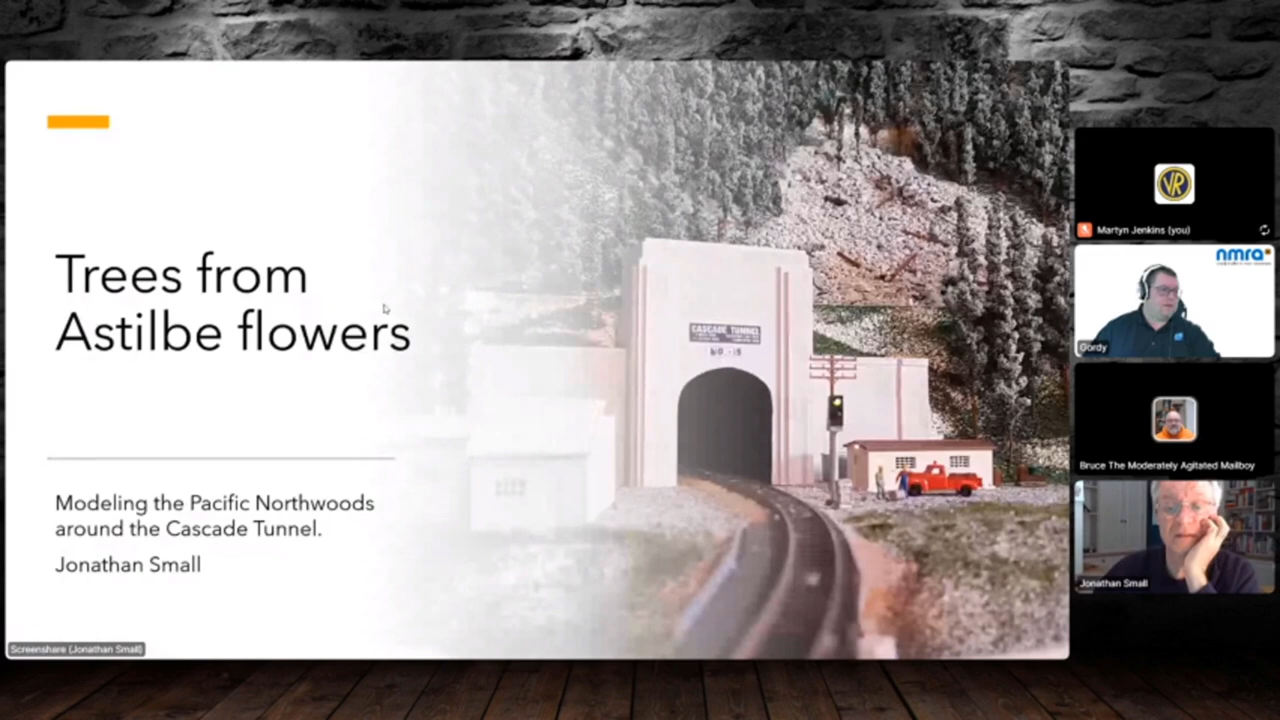 Trees from
Astilbe flowers
Modeling the Pacific Northwoods
around the Cascade Tunnel.
Jonathan Small
Screenshare (Jonathan Small)
CASCADE TUNNEL
VR
Martyn Jenkins (you)
nmra
Gordy
Bruce The Moderately Agitated Mailboy
Jonathan Small